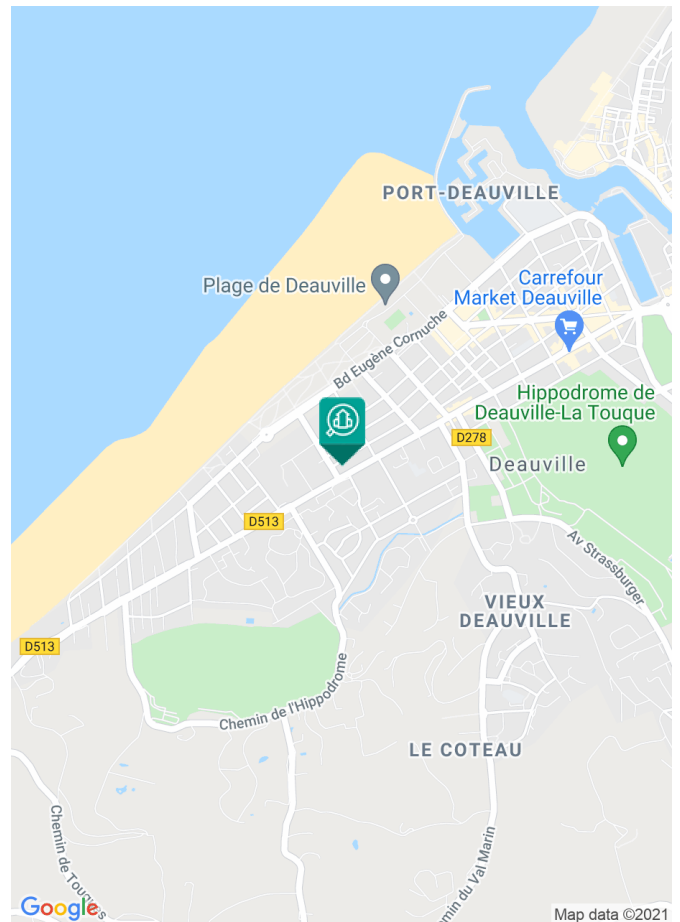 PORT-DEAUVILLE
Plage de Deauville
Carrefour
Market Deauville
Bd Eugène Cornuche
Hippodrome de
Deauville-La Touque
D278
Deauville
D513
Av Strassburger
VIEUX
DEAUVILLE
D513
Chemin de l'Hippodrome
LE COTEAU
Chemin de Touques
min du Val Marin
Google
Map data ©2021